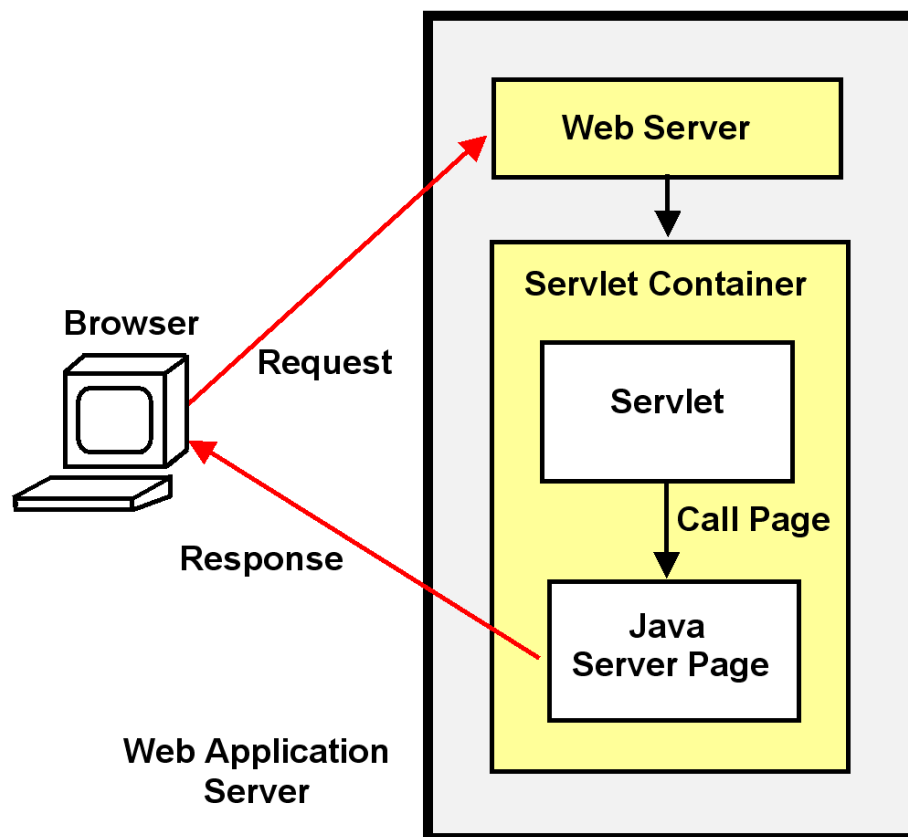 Web Server
Servlet Container
Browser
Request
Servlet
Call Page
Response
Java
Server Page
Web Application
Server